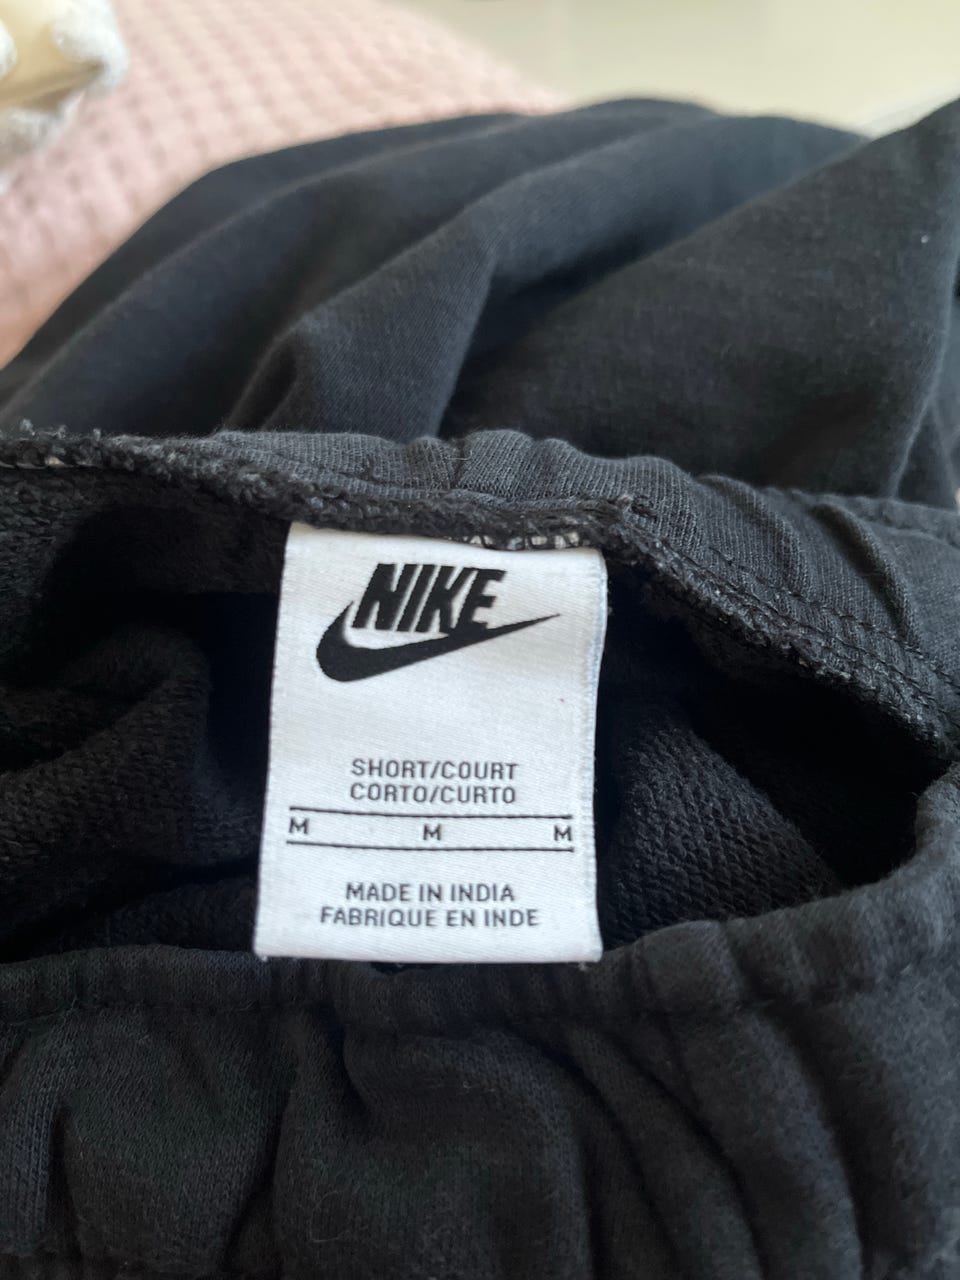 NIKE
SHORT/COURT
CORTO/CURTO
M M M
MADE IN INDIA
FABRIQUE EN INDE